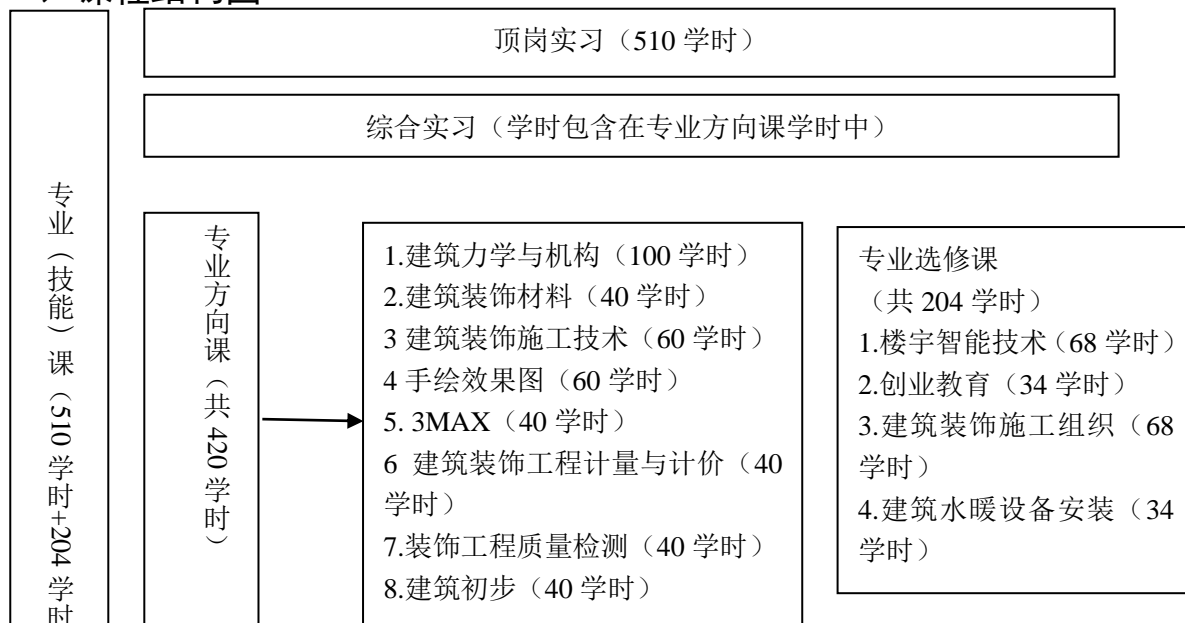 课程结构图
顶岗实习（510 学时）
综合实习（学时包含在专业方向课学时中）
专业（技能）课（510 学时+204 学时
专业方向课（共 420 学时）
1.建筑力学与机构（100 学时）
2.建筑装饰材料（40 学时）
3 建筑装饰施工技术（60 学时）
4 手绘效果图（60 学时）
5. 3MAX（40 学时）
6 建筑装饰工程计量与计价（40
学时）
7.装饰工程质量检测（40 学时）
8.建筑初步（40 学时）
专业选修课
（共 204 学时）
1.楼宇智能技术（68 学时）
2.创业教育（34 学时）
3.建筑装饰施工组织（68
学时）
4.建筑水暖设备安装（34
学时）